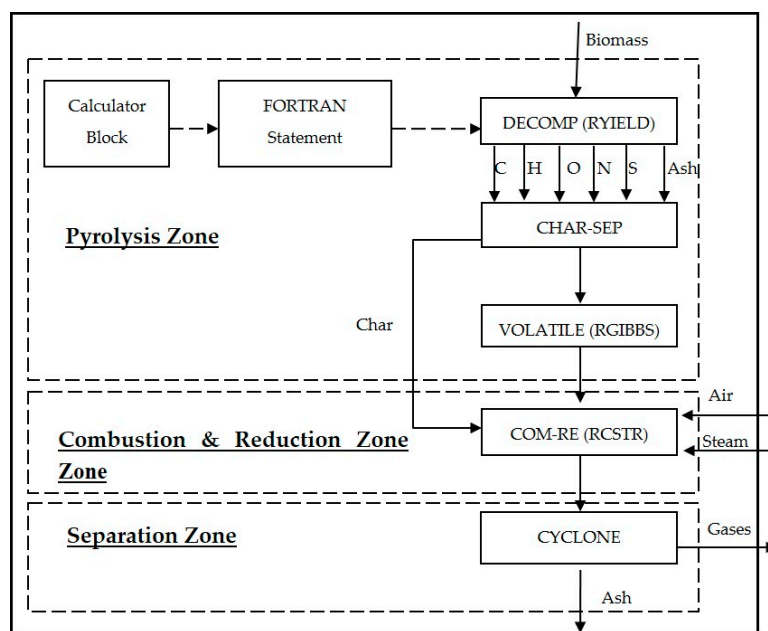 Biomass
Calculator
Block
FORTRAN
Statement
DECOMP (RYIELD)
C H O N S Ash
CHAR-SEP
Pyrolysis Zone
Char
VOLATILE (RGIBBS)
Air
Combustion & Reduction Zone
Zone
COM-RE (RCSTR)
Steam
Separation Zone
CYCLONE
Gases
Ash